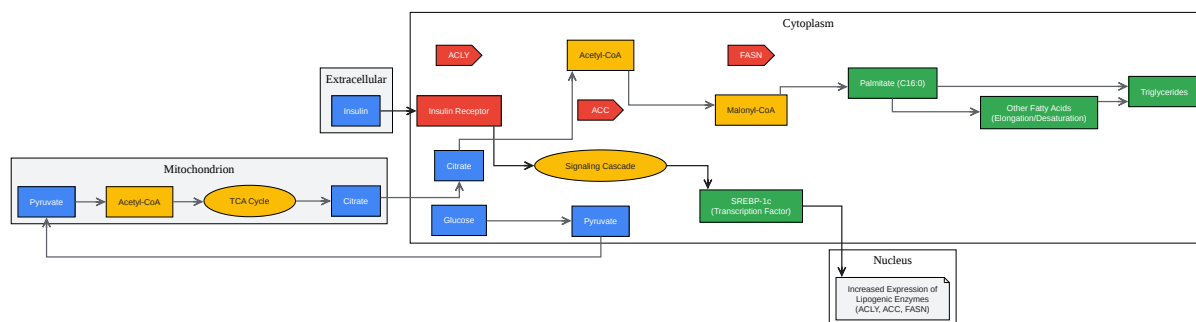 Cytoplasm
ACLY
Acetyl-CoA
FASN
Extracellular
Insulin
Insulin Receptor
ACC
Malonyl-CoA
Palmitate (C16:0)
Triglycerides
Other Fatty Acids
(Elongation/Desaturation)
Mitochondrion
Pyruvate
Acetyl-CoA
TCA Cycle
Citrate
Citrate
Signaling Cascade
Glucose
Pyruvate
SREBP-1c
(Transcription Factor)
Nucleus
Increased Expression of
Lipogenic Enzymes
(ACLY, ACC, FASN)